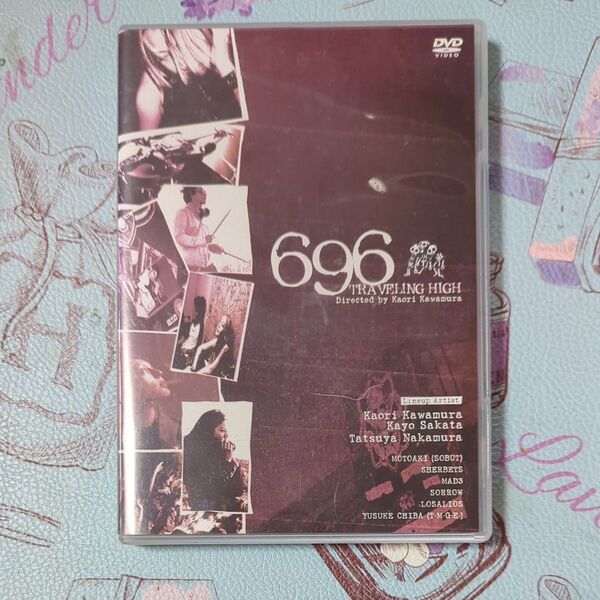 DVD
VIDEO
696
TRAVELING HIGH
Directed by Kaori Kawamura
Lineup Artist
Kaori Kawamura
Kayo Sakata
Tatsuya Nakamura
MOTOAKI (SOBUT)
SHERBETS
MAD3
SORROW
LOSALIOS
YUSUKE CHIBA (T·M·G·E·)